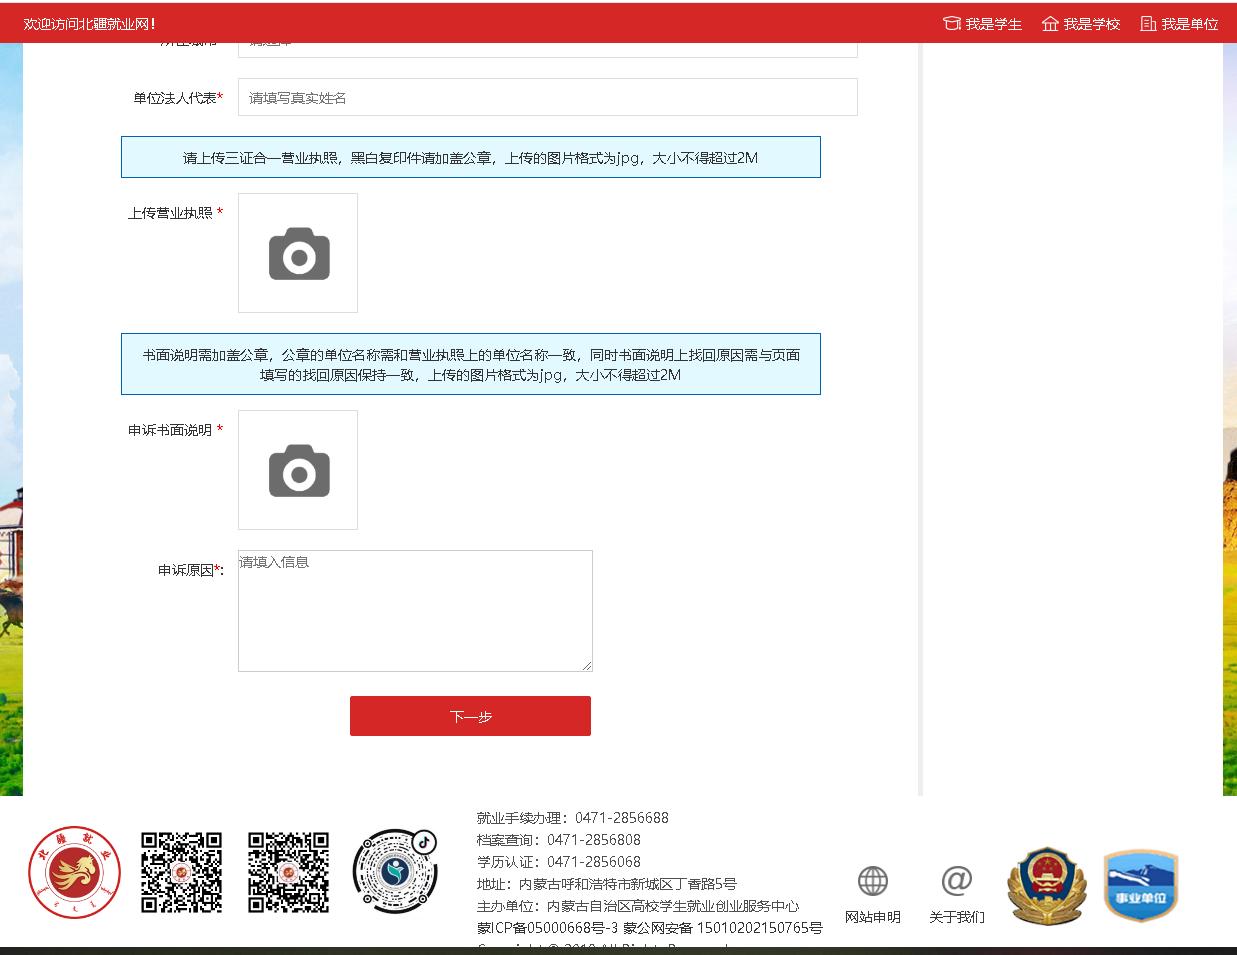 欢迎访问北疆就业网!
我是学生 我是学校 我是单位
单位法人代表* 请填写真实姓名
请上传三证合一营业执照，黑白复印件请加盖公章，上传的图片格式为jpg，大小不得超过2M
上传营业执照 *
书面说明需加盖公章，公章的单位名称需和营业执照上的单位名称一致，同时书面说明上找回原因需与页面
填写的找回原因保持一致，上传的图片格式为jpg，大小不得超过2M
申诉书面说明 *
申诉原因*: 请填入信息
下一步
北疆就业
就业手续办理：0471-2856688
档案查询：0471-2856808
学历认证：0471-2856068
地址：内蒙古呼和浩特市新城区丁香路5号
主办单位：内蒙古自治区高校学生就业创业服务中心
蒙ICP备05000668号-3 蒙公网安备 15010202150765号
网站申明 关于我们
事业单位